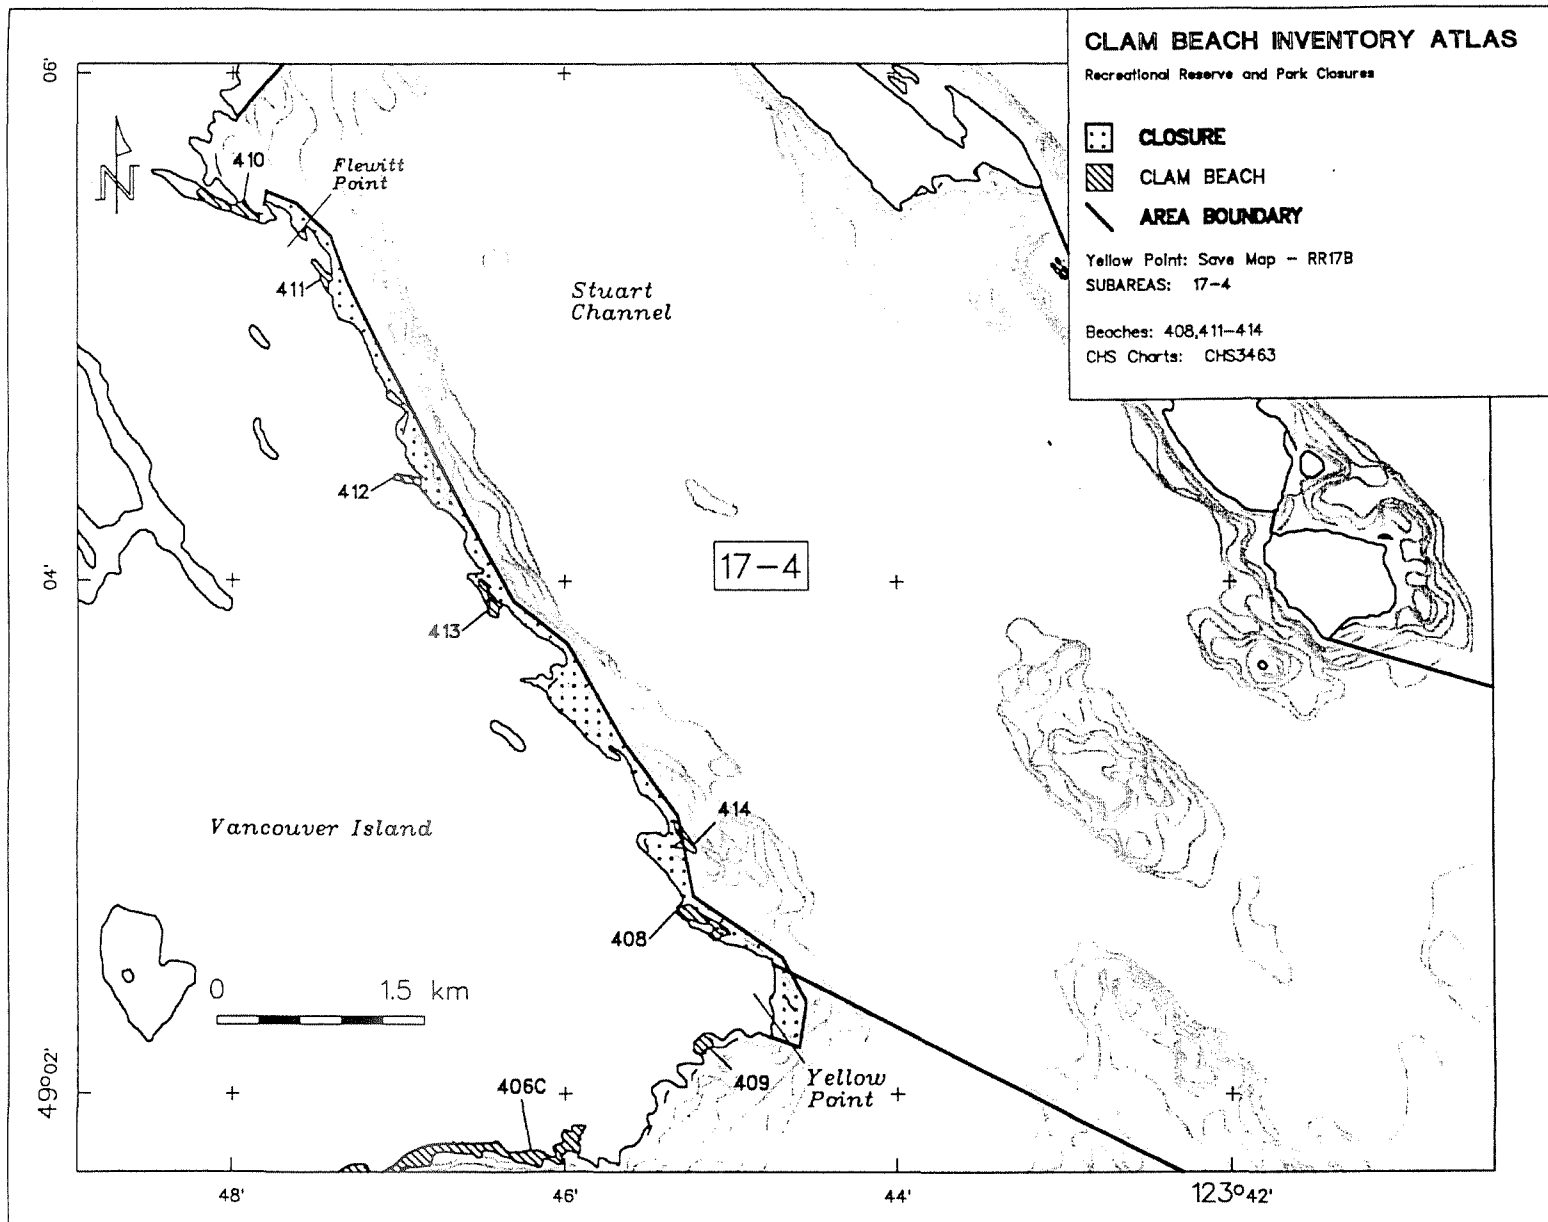 CLAM BEACH INVENTORY ATLAS
Recreational Reserve and Park Closures
CLOSURE
CLAM BEACH
AREA BOUNDARY
Yellow Point: Save Map - RR17B
SUBAREAS: 17-4
Beaches: 408,411-414
CHS Charts: CHS3463
06'
N
410
Flewitt
Point
411
Stuart
Channel
412
04'
17-4
413
414
Vancouver Island
408
0 1.5 km
49°02'
409
Yellow
Point
406C
48'
46'
44'
123°42'